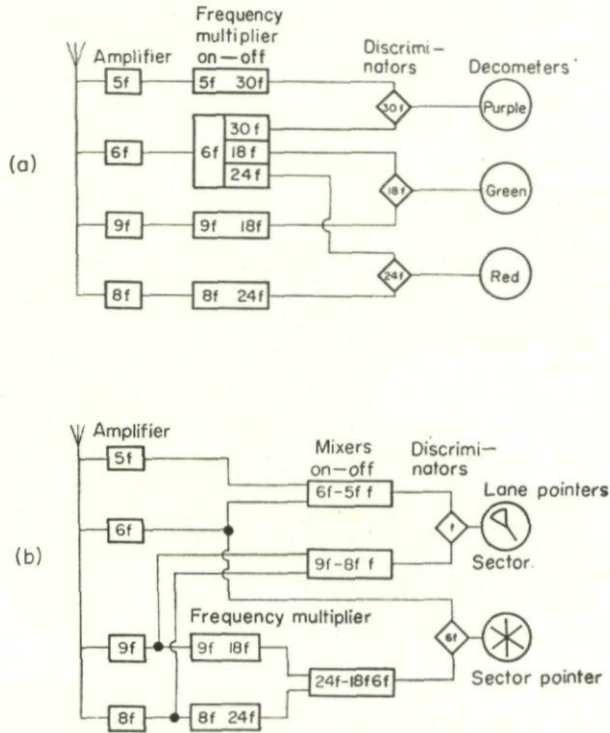 Frequency
multiplier
on—off
Amplifier
Discrimi-
nators
Decometers
5f
5f 30f
30f
Purple
(a)
6f
6f
30f
18f
24f
18f
Green
9f
9f 18f
8f
8f 24f
24f
Red
Amplifier
Mixers
on—off
Discrimi-
nators
5f
6f-5f f
Lane pointers
(b)
6f
f
9f-8f f
Sector
Frequency multiplier
9f
9f 18f
6f
24f-18f6f
Sector pointer
8f
8f 24f